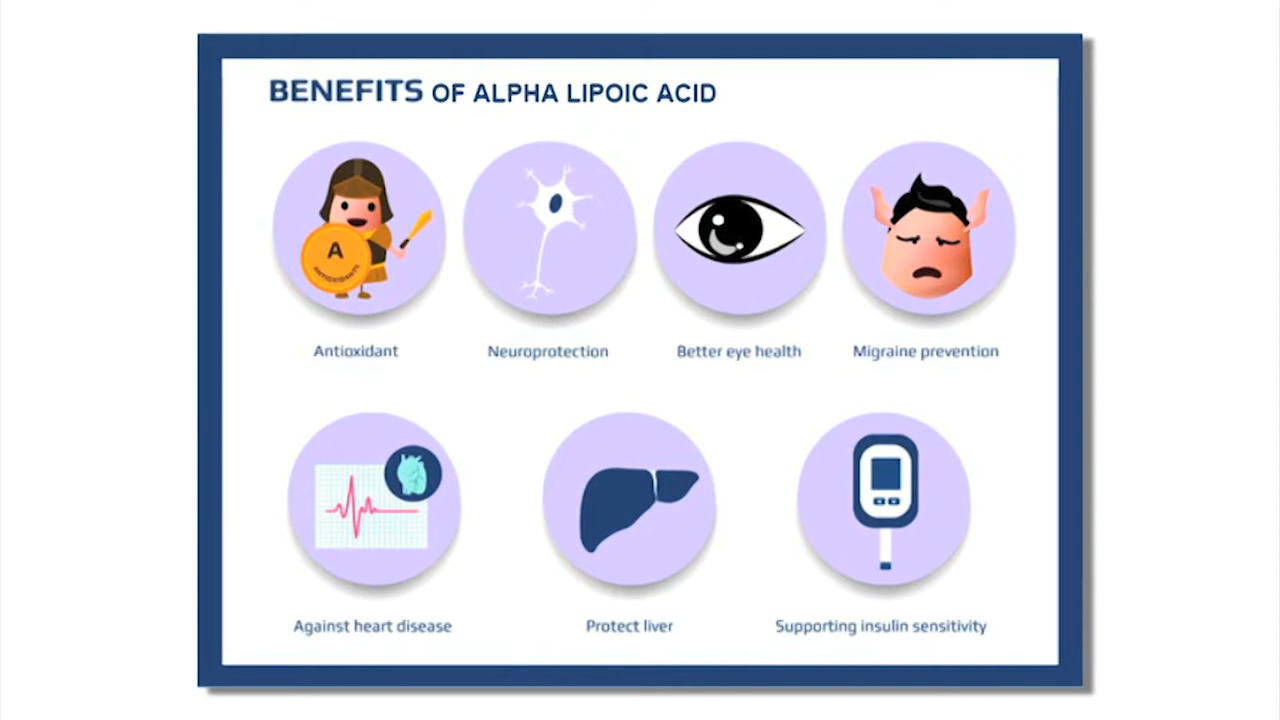 BENEFITS OF ALPHA LIPOIC ACID
A
ANTIOXIDANTS
Antioxidant
Neuroprotection
Better eye health
Migraine prevention
Against heart disease
Protect liver
Supporting insulin sensitivity